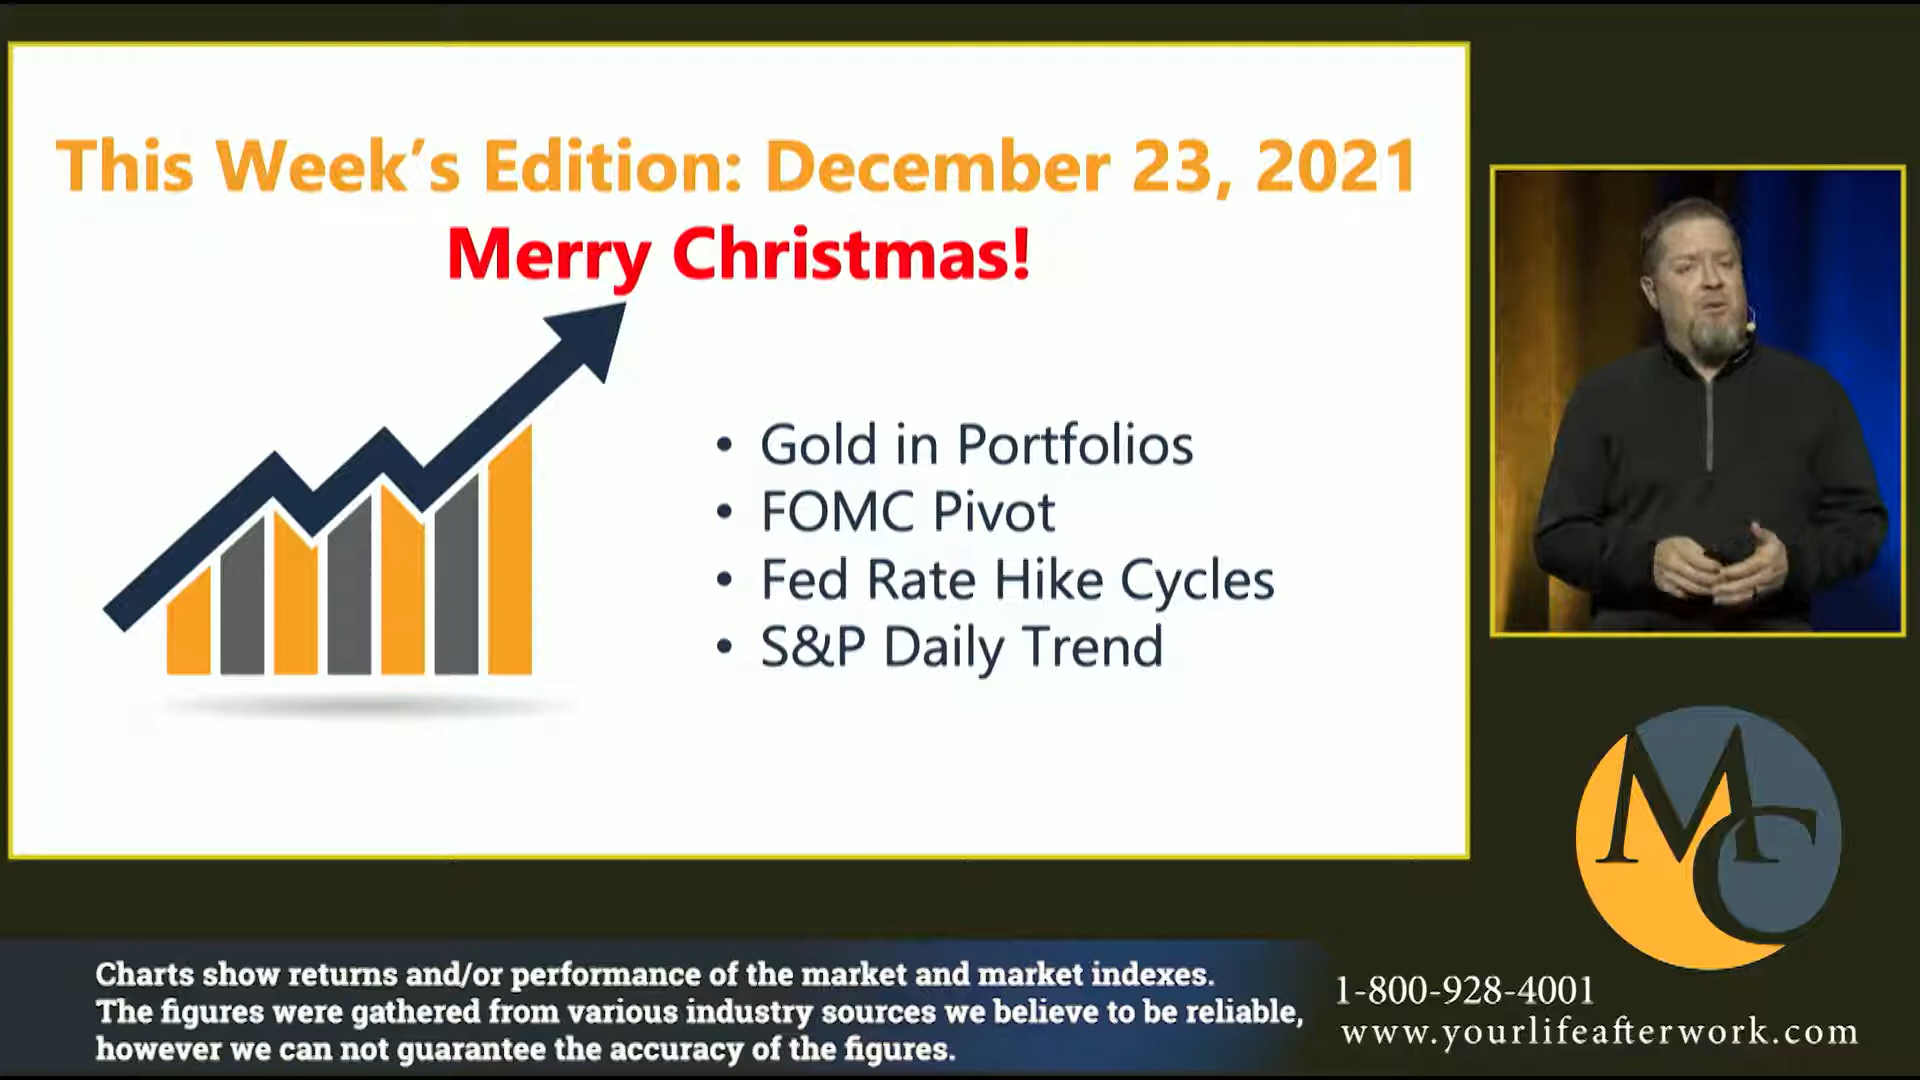 This Week’s Edition: December 23, 2021
Merry Christmas!
• Gold in Portfolios
• FOMC Pivot
• Fed Rate Hike Cycles
• S&P Daily Trend
MC
Charts show returns and/or performance of the market and market indexes.
The figures were gathered from various industry sources we believe to be reliable,
however we can not guarantee the accuracy of the figures.
1-800-928-4001
www.yourlifeafterwork.com